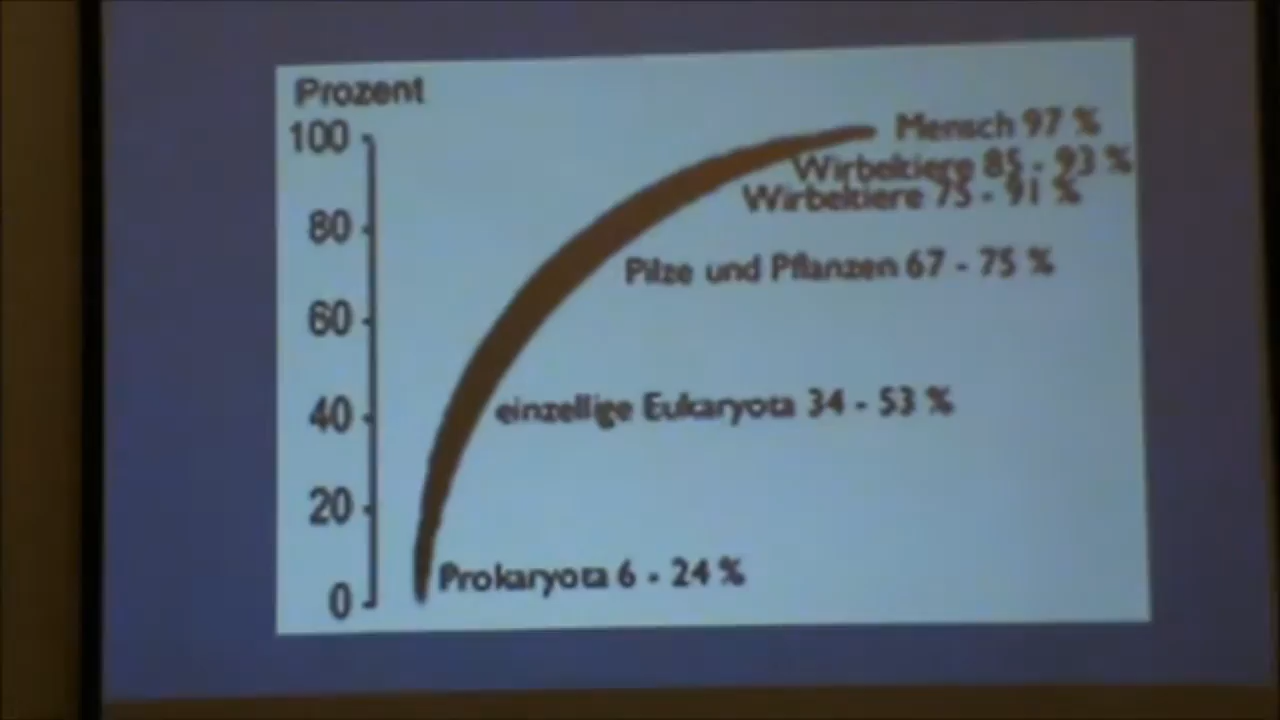 Prozent
100
Mensch 97 %
Wirbeltiere 85 - 93 %
Wirbeltiere 75 - 91 %
80
Pilze und Pflanzen 67 - 75 %
60
einzellige Eukaryota 34 - 53 %
40
20
Prokaryota 6 - 24 %
0